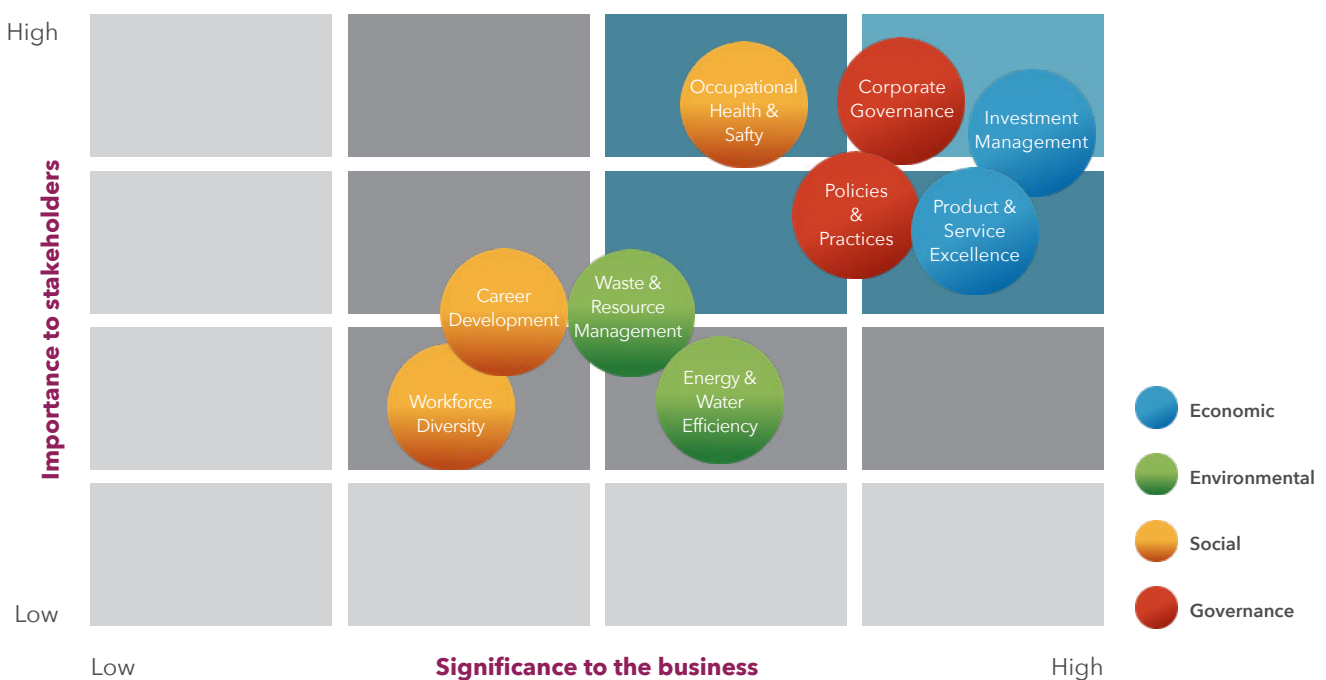 High
Occupational
Health &
Safty
Corporate
Governance
Investment
Management
Policies
&
Practices
Product &
Service
Excellence
Career
Development
Waste &
Resource
Management
Workforce
Diversity
Energy &
Water
Efficiency
Importance to stakeholders
Low
Low
Significance to the business
High
Economic
Environmental
Social
Governance